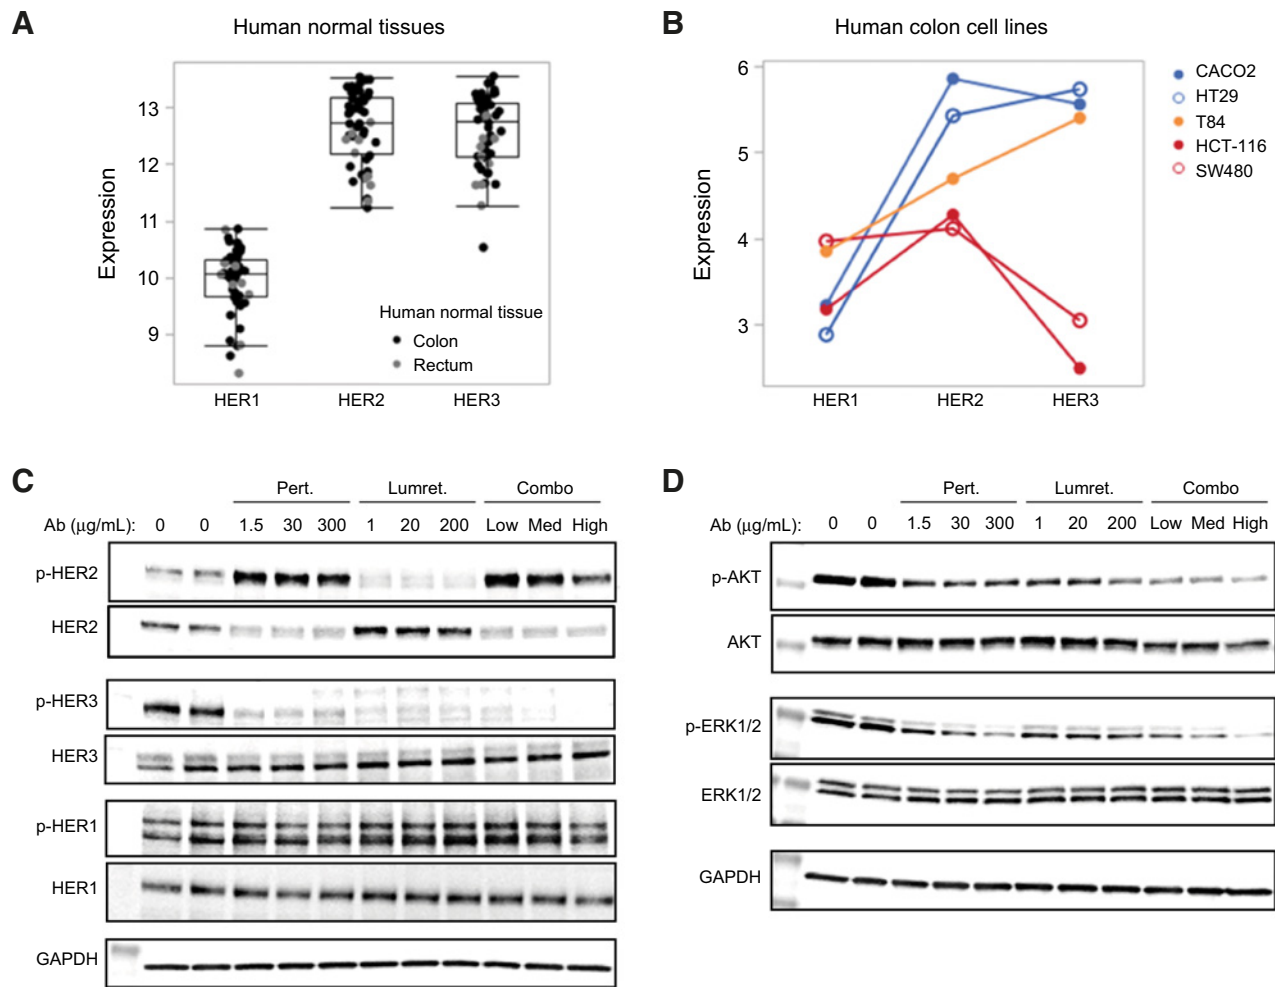 A
Human normal tissues
Expression
13
12
11
10
9
Human normal tissue
Colon
Rectum
HER1 HER2 HER3
B
Human colon cell lines
Expression
6
5
4
3
HER1 HER2 HER3
CACO2
HT29
T84
HCT-116
SW480
C
Pert. Lumret. Combo
Ab (μg/mL): 0 0 1.5 30 300 1 20 200 Low Med High
p-HER2
HER2
p-HER3
HER3
p-HER1
HER1
GAPDH
D
Pert. Lumret. Combo
Ab (μg/mL): 0 0 1.5 30 300 1 20 200 Low Med High
p-AKT
AKT
p-ERK1/2
ERK1/2
GAPDH